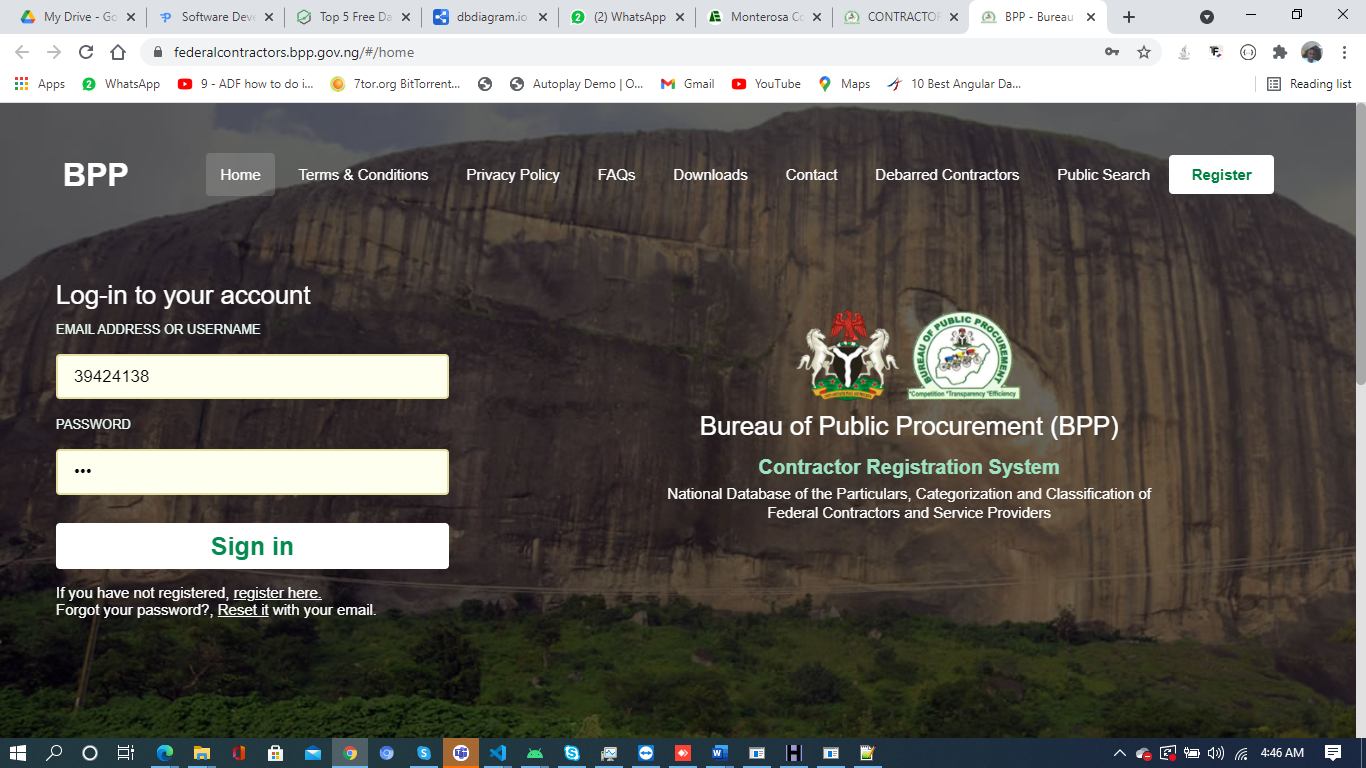 My Drive - Go
Software Deve
Top 5 Free Da
dbdiagram.io
(2) WhatsApp
Monterosa Co
CONTRACTOR
BPP - Bureau
federalcontractors.bpp.gov.ng/#/home
Apps
WhatsApp
9 - ADF how to do i...
7tor.org BitTorrent...
Autoplay Demo | O...
Gmail
YouTube
Maps
10 Best Angular Da...
Reading list
BPP
Home
Terms & Conditions
Privacy Policy
FAQs
Downloads
Contact
Debarred Contractors
Public Search
Register
Log-in to your account
EMAIL ADDRESS OR USERNAME
39424138
PASSWORD
•••
Sign in
If you have not registered, register here.
Forgot your password?, Reset it with your email.
BUREAU OF PUBLIC PROCUREMENT
"Competition "Transparency "Efficiency
Bureau of Public Procurement (BPP)
Contractor Registration System
National Database of the Particulars, Categorization and Classification of
Federal Contractors and Service Providers
4:46 AM